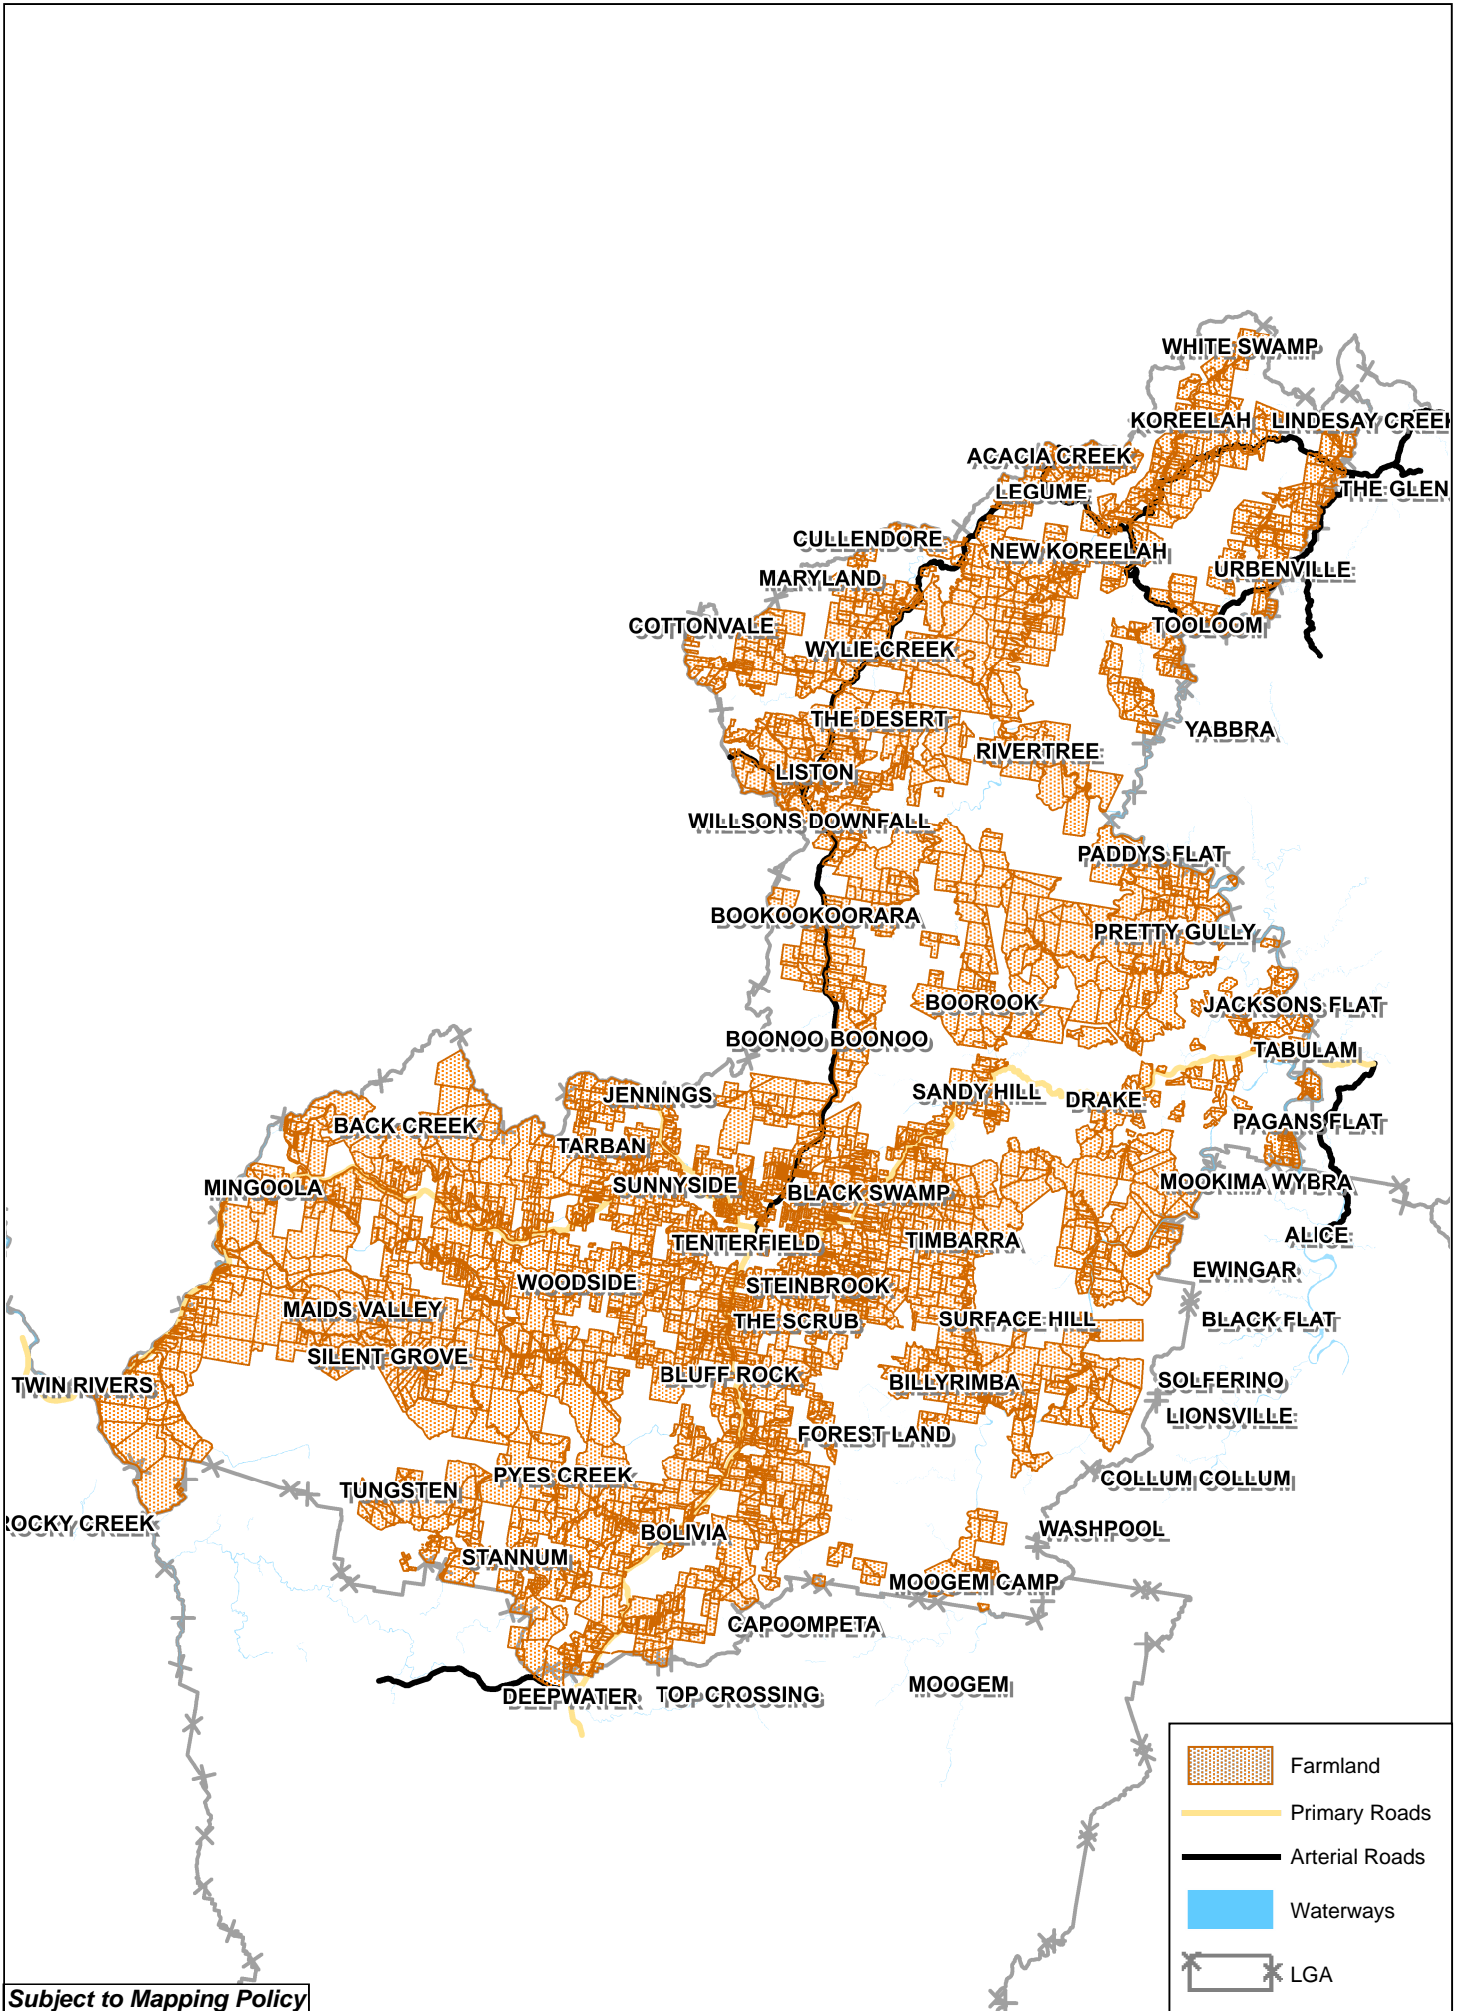 WHITE SWAMP
KOREELAH
LINDESAY CREEK
ACACIA CREEK
LEGUME
THE GLEN
CULLENDORE
NEW KOREELAH
MARYLAND
URBENVILLE
COTTONVALE
TOOLOOM
WYLIE CREEK
THE DESERT
YABBRA
RIVERTREE
LISTON
WILLSONS DOWNFALL
PADDYS FLAT
BOOKOOKOORARA
PRETTY GULLY
BOOROOK
JACKSONS FLAT
BOONOO BOONOO
TABULAM
JENNINGS
SANDY HILL
DRAKE
BACK CREEK
PAGANS FLAT
TARBAN
MINGOOLA
SUNNYSIDE
BLACK SWAMP
MOOKIMA WYBRA
TENTERFIELD
TIMBARRA
ALICE
WOODSIDE
STEINBROOK
EWINGAR
MAIDS VALLEY
THE SCRUB
SURFACE HILL
BLACK FLAT
SILENT GROVE
TWIN RIVERS
BLUFF ROCK
BILLYRIMBA
SOLFERINO
LIONSVILLE
FOREST LAND
PYES CREEK
COLLUM COLLUM
TUNGSTEN
ROCKY CREEK
BOLIVIA
WASHPOOL
STANNUM
MOOGEM CAMP
CAPOOMPETA
MOOGEM
DEEPWATER
TOP CROSSING
Farmland
Primary Roads
Arterial Roads
Waterways
LGA
Subject to Mapping Policy